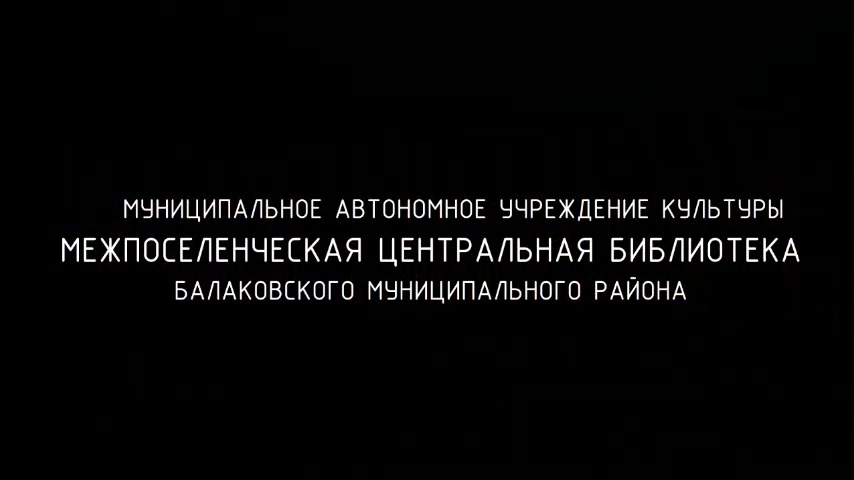 МУНИЦИПАЛЬНОЕ АВТОНОМНОЕ УЧРЕЖДЕНИЕ КУЛЬТУРЫ
МЕЖПОСЕЛЕНЧЕСКАЯ ЦЕНТРАЛЬНАЯ БИБЛИОТЕКА
БАЛАКОВСКОГО МУНИЦИПАЛЬНОГО РАЙОНА